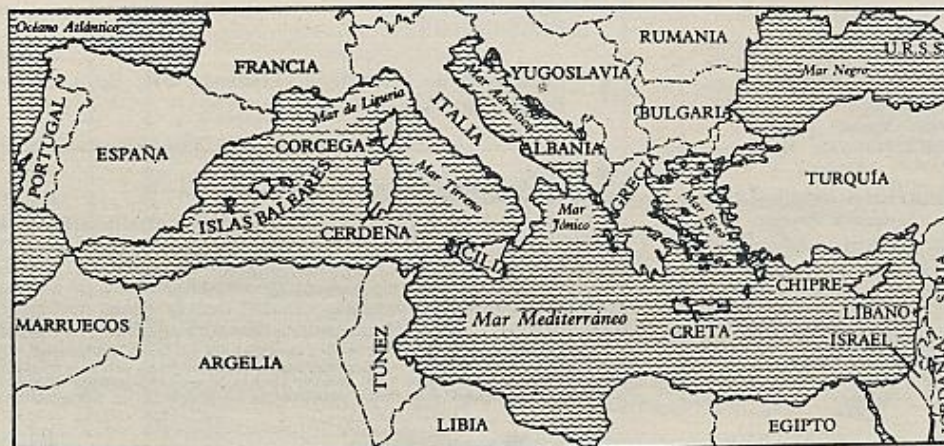 Océano Atlántico
RUMANIA
U.R.S.S.
FRANCIA
Mar Negro
YUGOSLAVIA
Mar de Liguria
Mar Adriático
ITALIA
BULGARIA
PORTUGAL
ESPAÑA
CORCEGA
ALBANIA
GRECIA
TURQUÍA
Mar Tirreno
ISLAS BALEARES
Mar
Jónico
Mar Egeo
CERDEÑA
SICILIA
CHIPRE
MARRUECOS
Mar Mediterráneo
CRETA
LÍBANO
ISRAEL
ARGELIA
TÚNEZ
LIBIA
EGIPTO